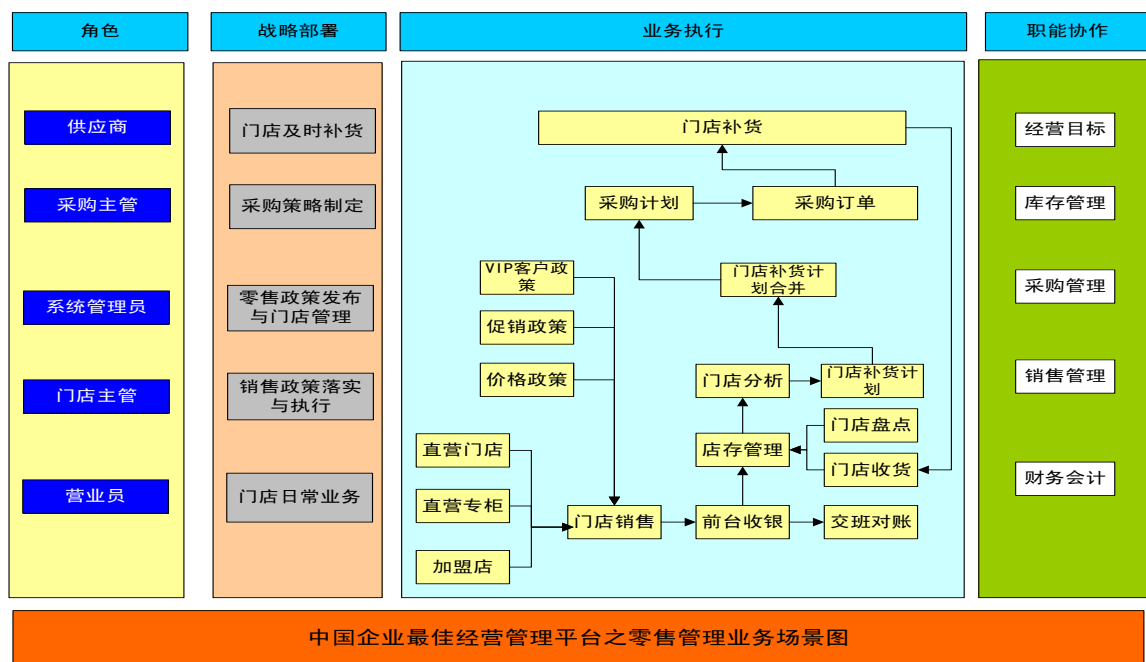 角色
战略部署
业务执行
职能协作
供应商
采购主管
系统管理员
门店主管
营业员
门店及时补货
采购策略制定
零售政策发布
与门店管理
销售政策落实
与执行
门店日常业务
门店补货
采购计划
采购订单
VIP客户政
策
门店补货计
划合并
促销政策
价格政策
门店分析
门店补货计
划
直营门店
店存管理
门店盘点
门店收货
直营专柜
门店销售
前台收银
交班对账
加盟店
经营目标
库存管理
采购管理
销售管理
财务会计
中国企业最佳经营管理平台之零售管理业务场景图